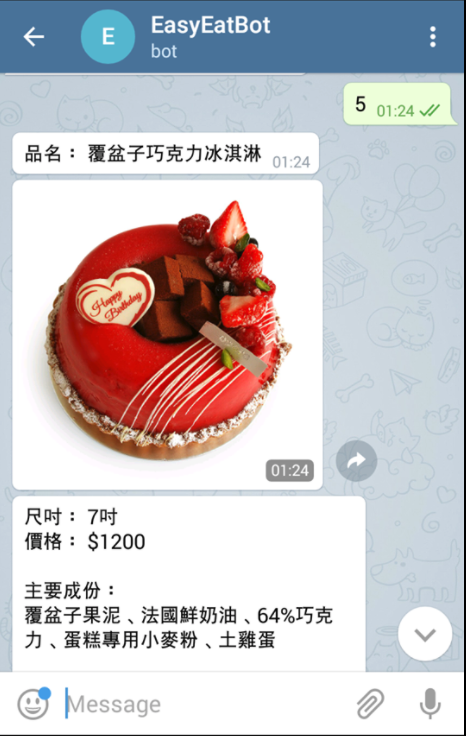 E
EasyEatBot
bot
5 01:24
品名： 覆盆子巧克力冰淇淋 01:24
Happy
Birthday
01:24
尺吋： 7吋
價格： $1200
主要成份：
覆盆子果泥、法國鮮奶油、64%巧克
力、蛋糕專用小麥粉、土雞蛋
Message